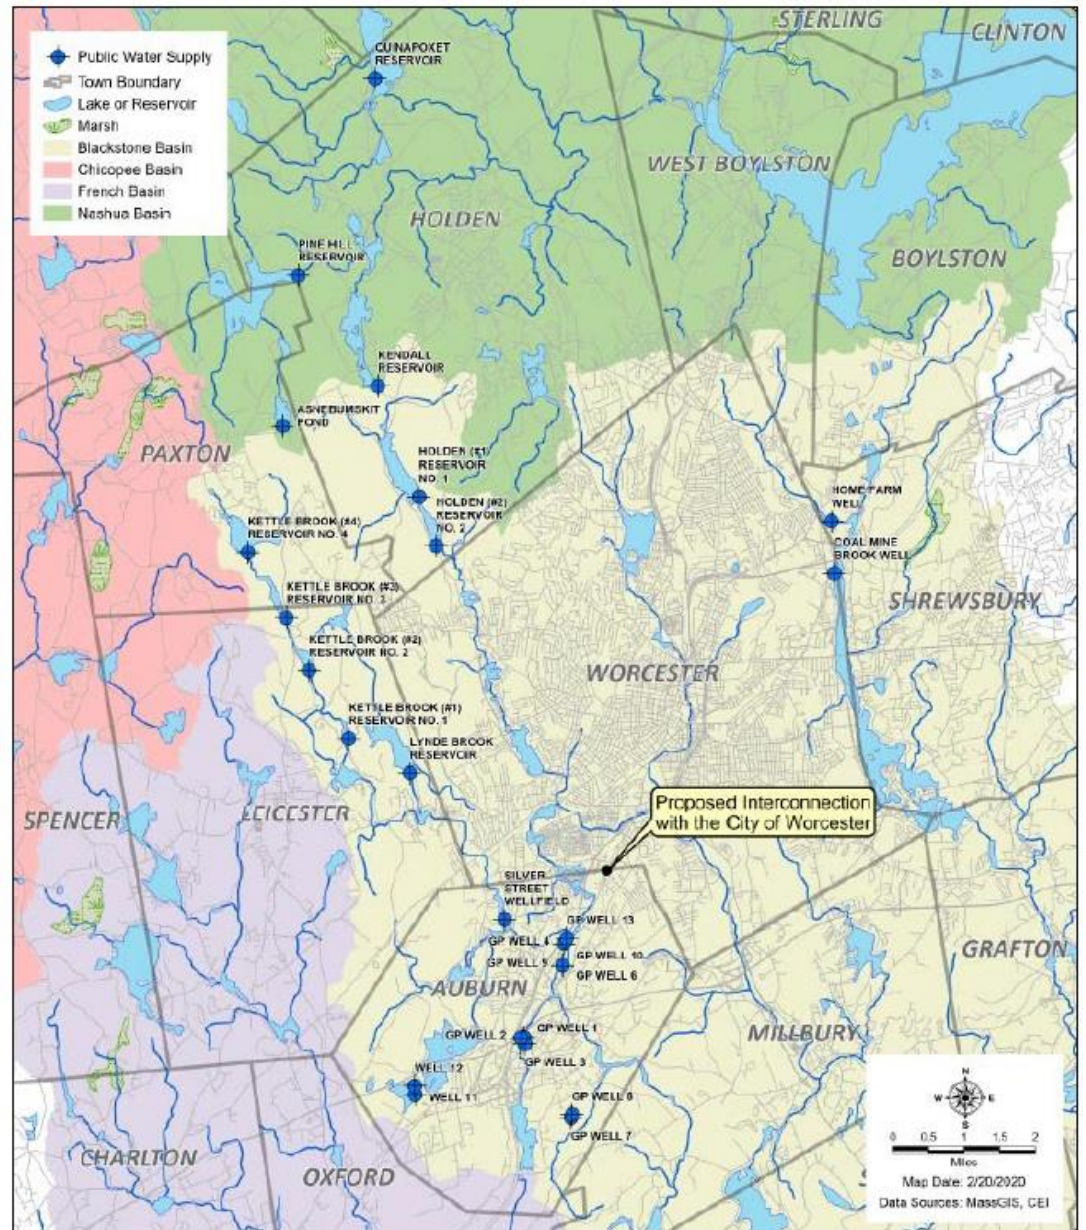 STERLING
CLINTON
Public Water Supply
Town Boundary
Lake or Reservoir
Marsh
Blackstone Basin
Chicopee Basin
French Basin
Nashua Basin
QUINAPOXET
RESERVOIR
WEST BOYLSTON
HOLDEN
BOYLSTON
PINE HILL
RESERVOIR
KENDALL
RESERVOIR
ASNEBUMSKIT
POND
PAXTON
HOLDEN (#1)
RESERVOIR
NO. 1
HOLDEN (#2)
RESERVOIR
NO. 2
HOME FARM
WELL
COAL MINE
BROOK WELL
KETTLE BROOK (#4)
RESERVOIR NO. 4
KETTLE BROOK (#3)
RESERVOIR NO. 3
SHREWSBURY
KETTLE BROOK (#2)
RESERVOIR NO. 2
WORCESTER
KETTLE BROOK (#1)
RESERVOIR NO. 1
LYNDE BROOK
RESERVOIR
Proposed Interconnection
with the City of Worcester
SPENCER
LEICESTER
SILVER
STREET
WELLFIELD
GP WELL 13
GP WELL 4
GP WELL 10
GP WELL 5
GP WELL 6
GRAFTON
AUBURN
GP WELL 1
GP WELL 2
GP WELL 3
MILLBURY
WELL 12
WELL 11
GP WELL 8
GP WELL 7
CHARLTON
OXFORD
N
W E
S
0 0.5 1 1.5 2
Miles
Map Date: 2/20/2020
Data Sources: MassGIS, CEI